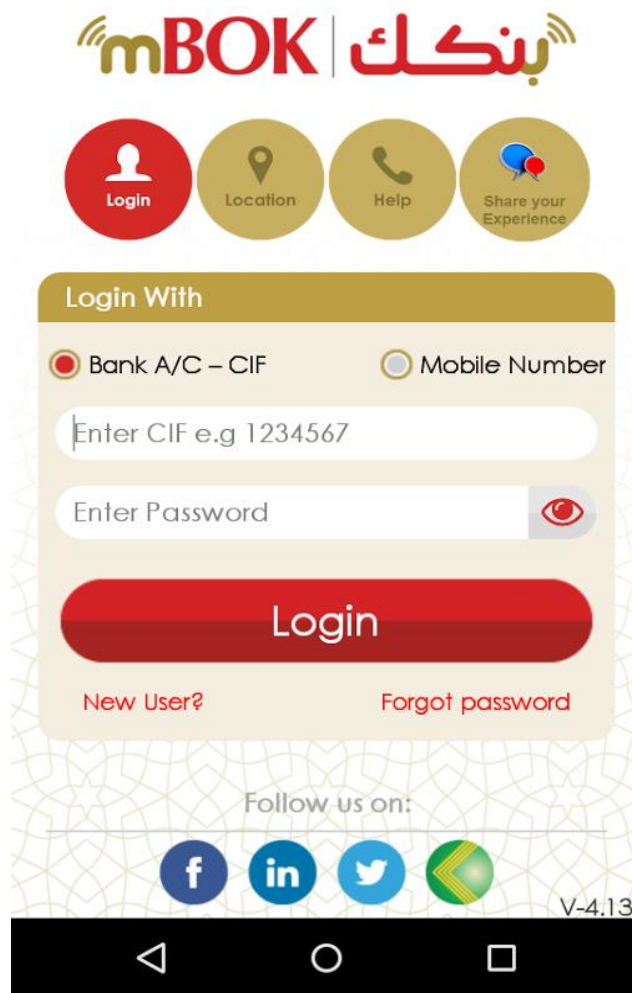 mBOK | بنكك
Login
Location
Help
Share your
Experience
Login With
Bank A/C – CIF
Mobile Number
Enter CIF e.g 1234567
Enter Password
Login
New User?
Forgot password
Follow us on:
f
in
V-4.13